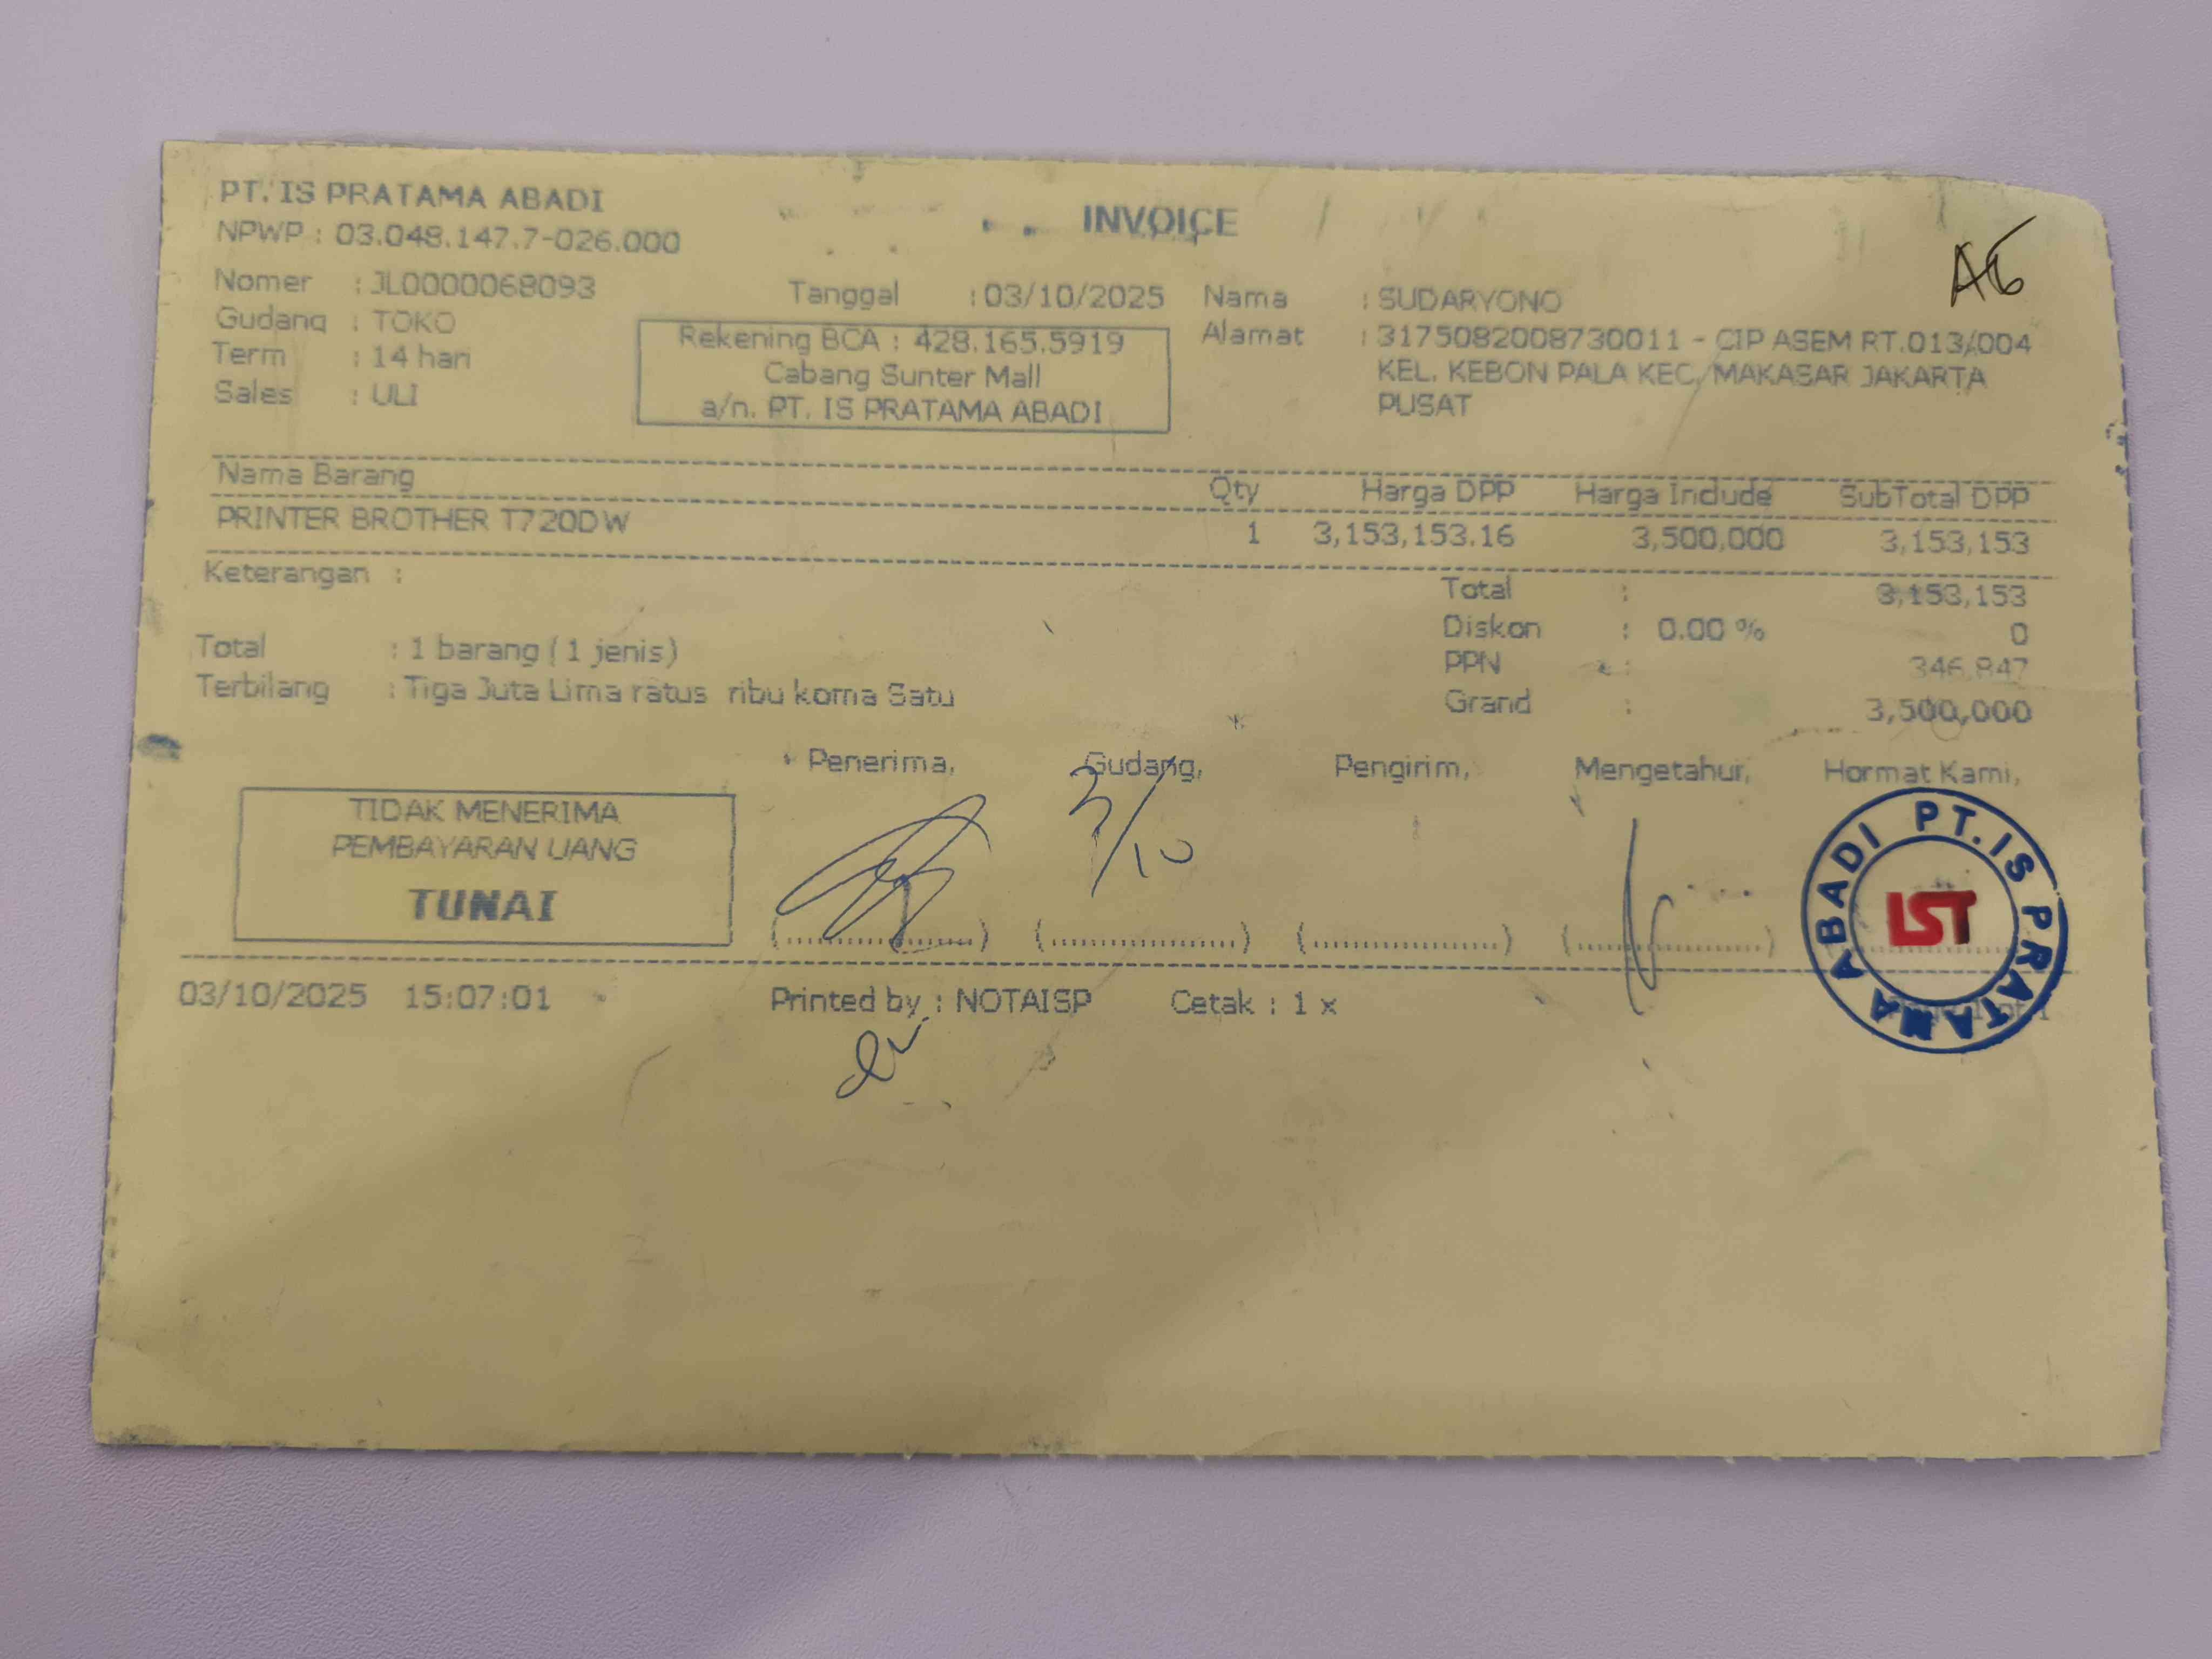 PT. IS PRATAMA ABADI
NPWP : 03.048.147.7-026.000
INVOICE
A6
Nomer : JL0000068093
Gudang : TOKO
Term : 14 hari
Sales : ULI
Tanggal : 03/10/2025
Rekening BCA : 428.165.5919
Cabang Sunter Mall
a/n. PT. IS PRATAMA ABADI
Nama : SUDARYONO
Alamat : 3175082008730011 - CIP ASEM RT.013/004
KEL. KEBON PALA KEC. MAKASAR JAKARTA
PUSAT
Nama Barang Qty Harga DPP Harga Include SubTotal DPP
PRINTER BROTHER T720DW 1 3,153,153.16 3,500,000 3,153,153
Keterangan :
Total : 1 barang ( 1 jenis)
Terbilang : Tiga Juta Lima ratus ribu koma Satu
Total : 3,153,153
Diskon : 0.00 % 0
PPN : 346,847
Grand : 3,500,000
TIDAK MENERIMA
PEMBAYARAN UANG
TUNAI
Penerima, Gudang, Pengirim, Mengetahui, Hormat Kami,
3/10
(....................) (....................) (....................) (....................)
PT. IS PRATAMA ABADI
IST
03/10/2025 15:07:01 Printed by : NOTAISP Cetak : 1 x